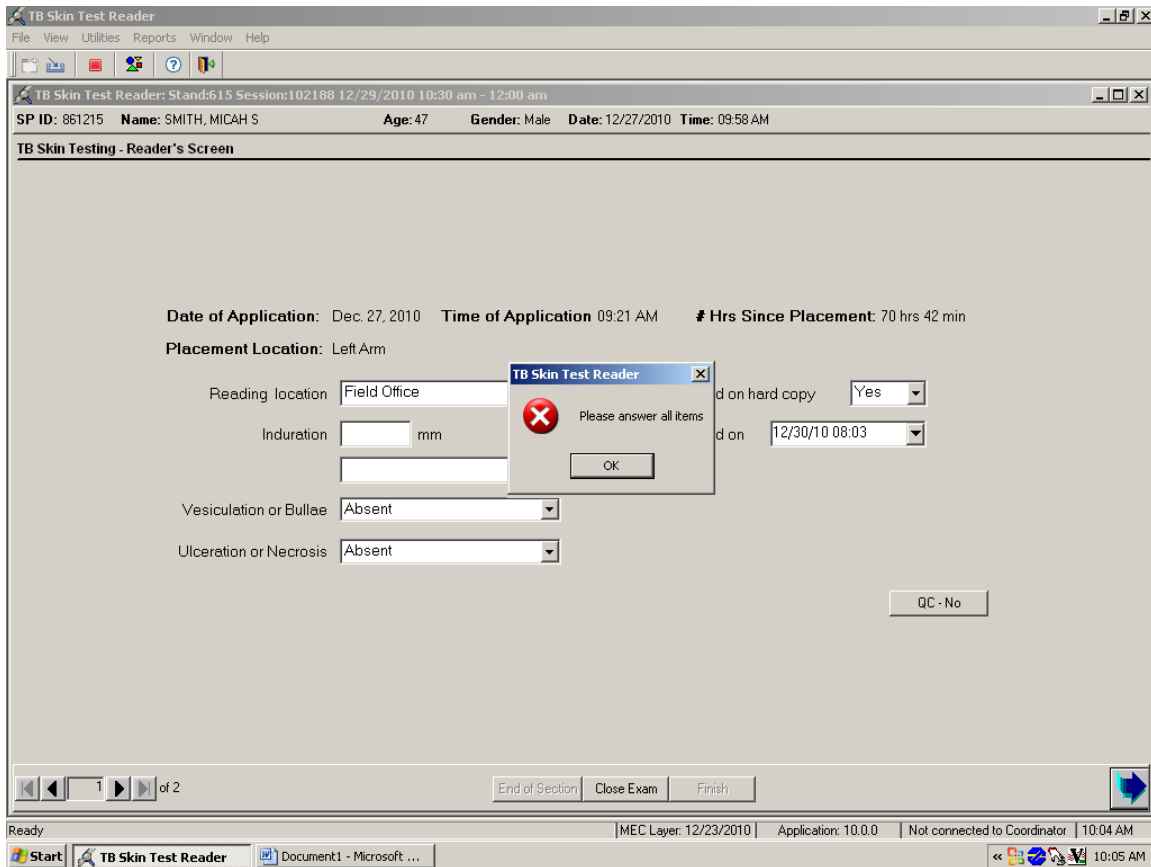 TB Skin Test Reader
File View Utilities Reports Window Help
TB Skin Test Reader: Stand:615 Session:102188 12/29/2010 10:30 am - 12:00 am
SP ID: 861215 Name: SMITH, MICAH S Age: 47 Gender: Male Date: 12/27/2010 Time: 09:58 AM
TB Skin Testing - Reader's Screen
Date of Application: Dec. 27, 2010 Time of Application 09:21 AM # Hrs Since Placement: 70 hrs 42 min
Placement Location: Left Arm
TB Skin Test Reader
Reading location Field Office d on hard copy Yes
Please answer all items
Induration mm d on 12/30/10 08:03
OK
Vesiculation or Bullae Absent
Ulceration or Necrosis Absent
QC - No
1 of 2 End of Section Close Exam Finish
Ready MEC Layer: 12/23/2010 Application: 10.0.0 Not connected to Coordinator 10:04 AM
Start TB Skin Test Reader Document1 - Microsoft ... 10:05 AM